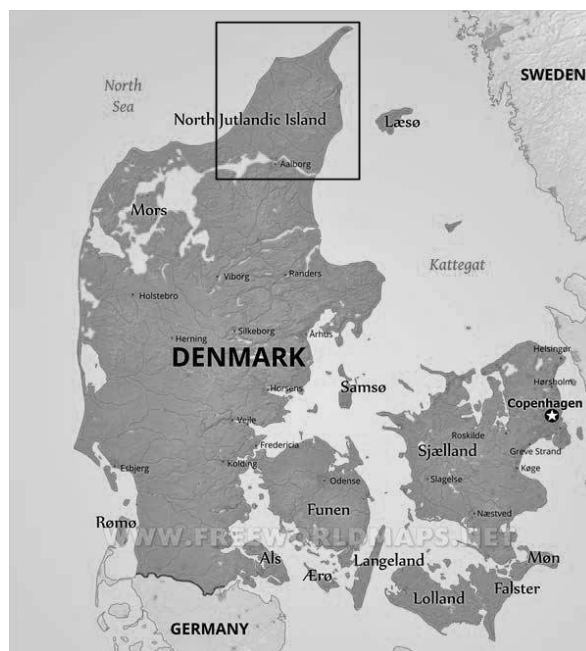 SWEDEN
North
Sea
North Jutlandic Island
Læsø
Aalborg
Mors
Kattegat
Viborg
Randers
Holstebro
Silkeborg
Århus
Herning
DENMARK
Helsingør
Hørsholm
Horsens
Samsø
Copenhagen
Vejle
Roskilde
Fredericia
Sjælland
Greve Strand
Esbjerg
Kolding
Køge
Odense
Slagelse
Funen
Næstved
Rømø
WWW.FREEWORLDMAPS.NET
Als
Langeland
Møn
Ærø
Falster
Lolland
GERMANY